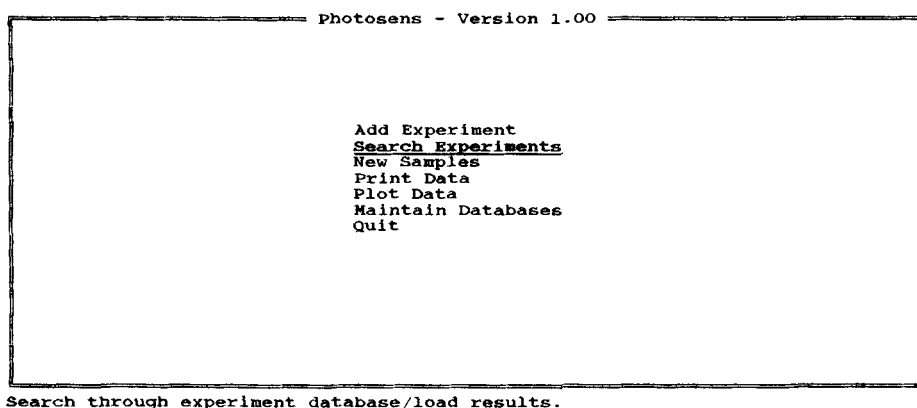 Photosens - Version 1.00
Add Experiment
Search Experiments
New Samples
Print Data
Plot Data
Maintain Databases
Quit
Search through experiment database/load results.